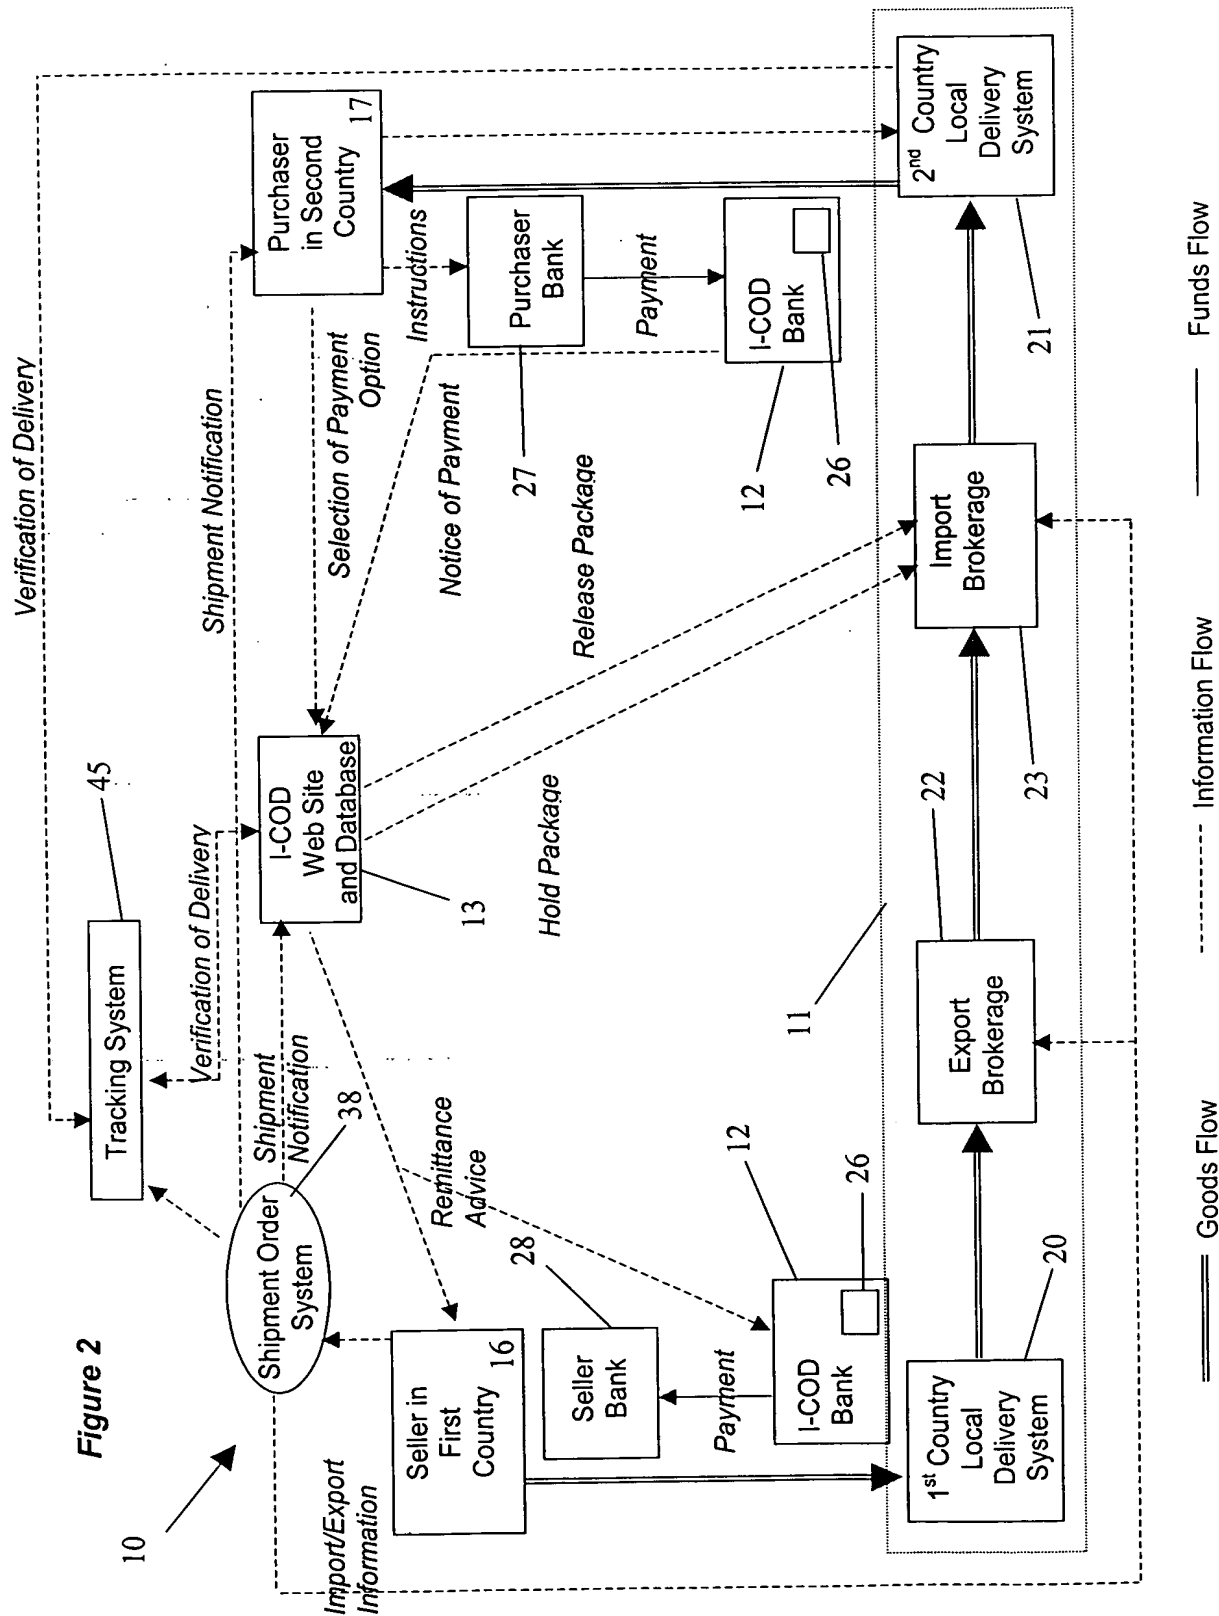 Figure 2
10
Verification of Delivery
45
Tracking System
Verification of Delivery
Shipment Notification
Shipment Order
System
38
Shipment
Notification
I-COD
Web Site
and Database
13
Purchaser
in Second
Country
17
Selection of Payment
Option
Instructions
Import/Export
Information
Seller in
First
Country
16
Remittance
Advice
Notice of Payment
Purchaser
Bank
27
Hold Package
Release Package
Seller
Bank
28
Payment
Payment
I-COD
Bank
12
26
I-COD
Bank
12
26
11
1st Country
Local
Delivery
System
20
Export
Brokerage
22
Import
Brokerage
23
2nd Country
Local
Delivery
System
21
Goods Flow
Information Flow
Funds Flow